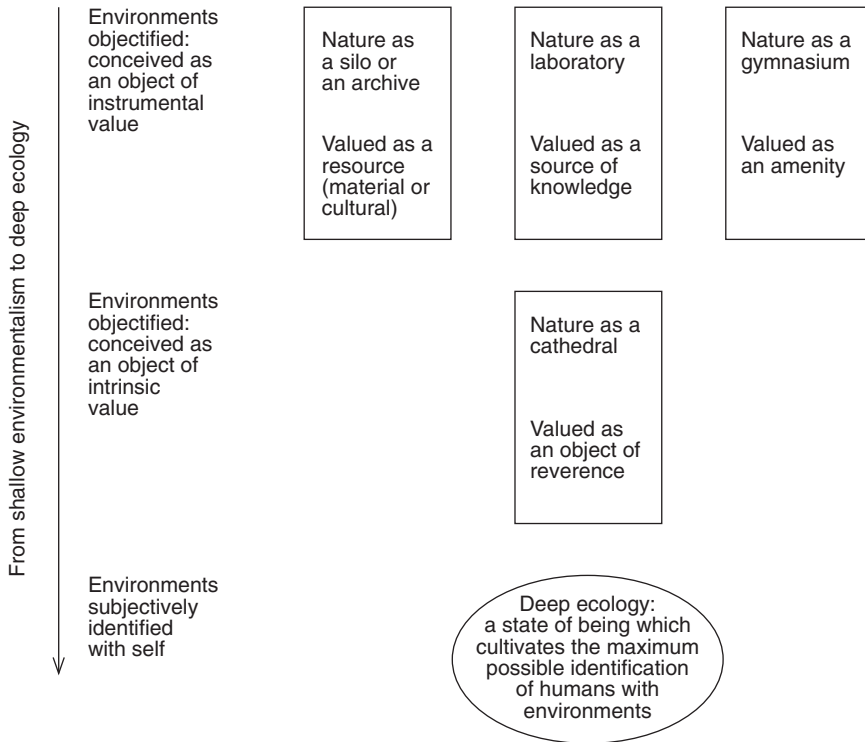 From shallow environmentalism to deep ecology
Environments
objectified:
conceived as
an object of
instrumental
value
Nature as
a silo or
an archive
Valued as a
resource
(material or
cultural)
Nature as a
laboratory
Valued as a
source of
knowledge
Nature as a
gymnasium
Valued as
an amenity
Environments
objectified:
conceived as
an object of
intrinsic
value
Nature as a
cathedral
Valued as
an object of
reverence
Environments
subjectively
identified
with self
Deep ecology:
a state of being which
cultivates the maximum
possible identification
of humans with
environments